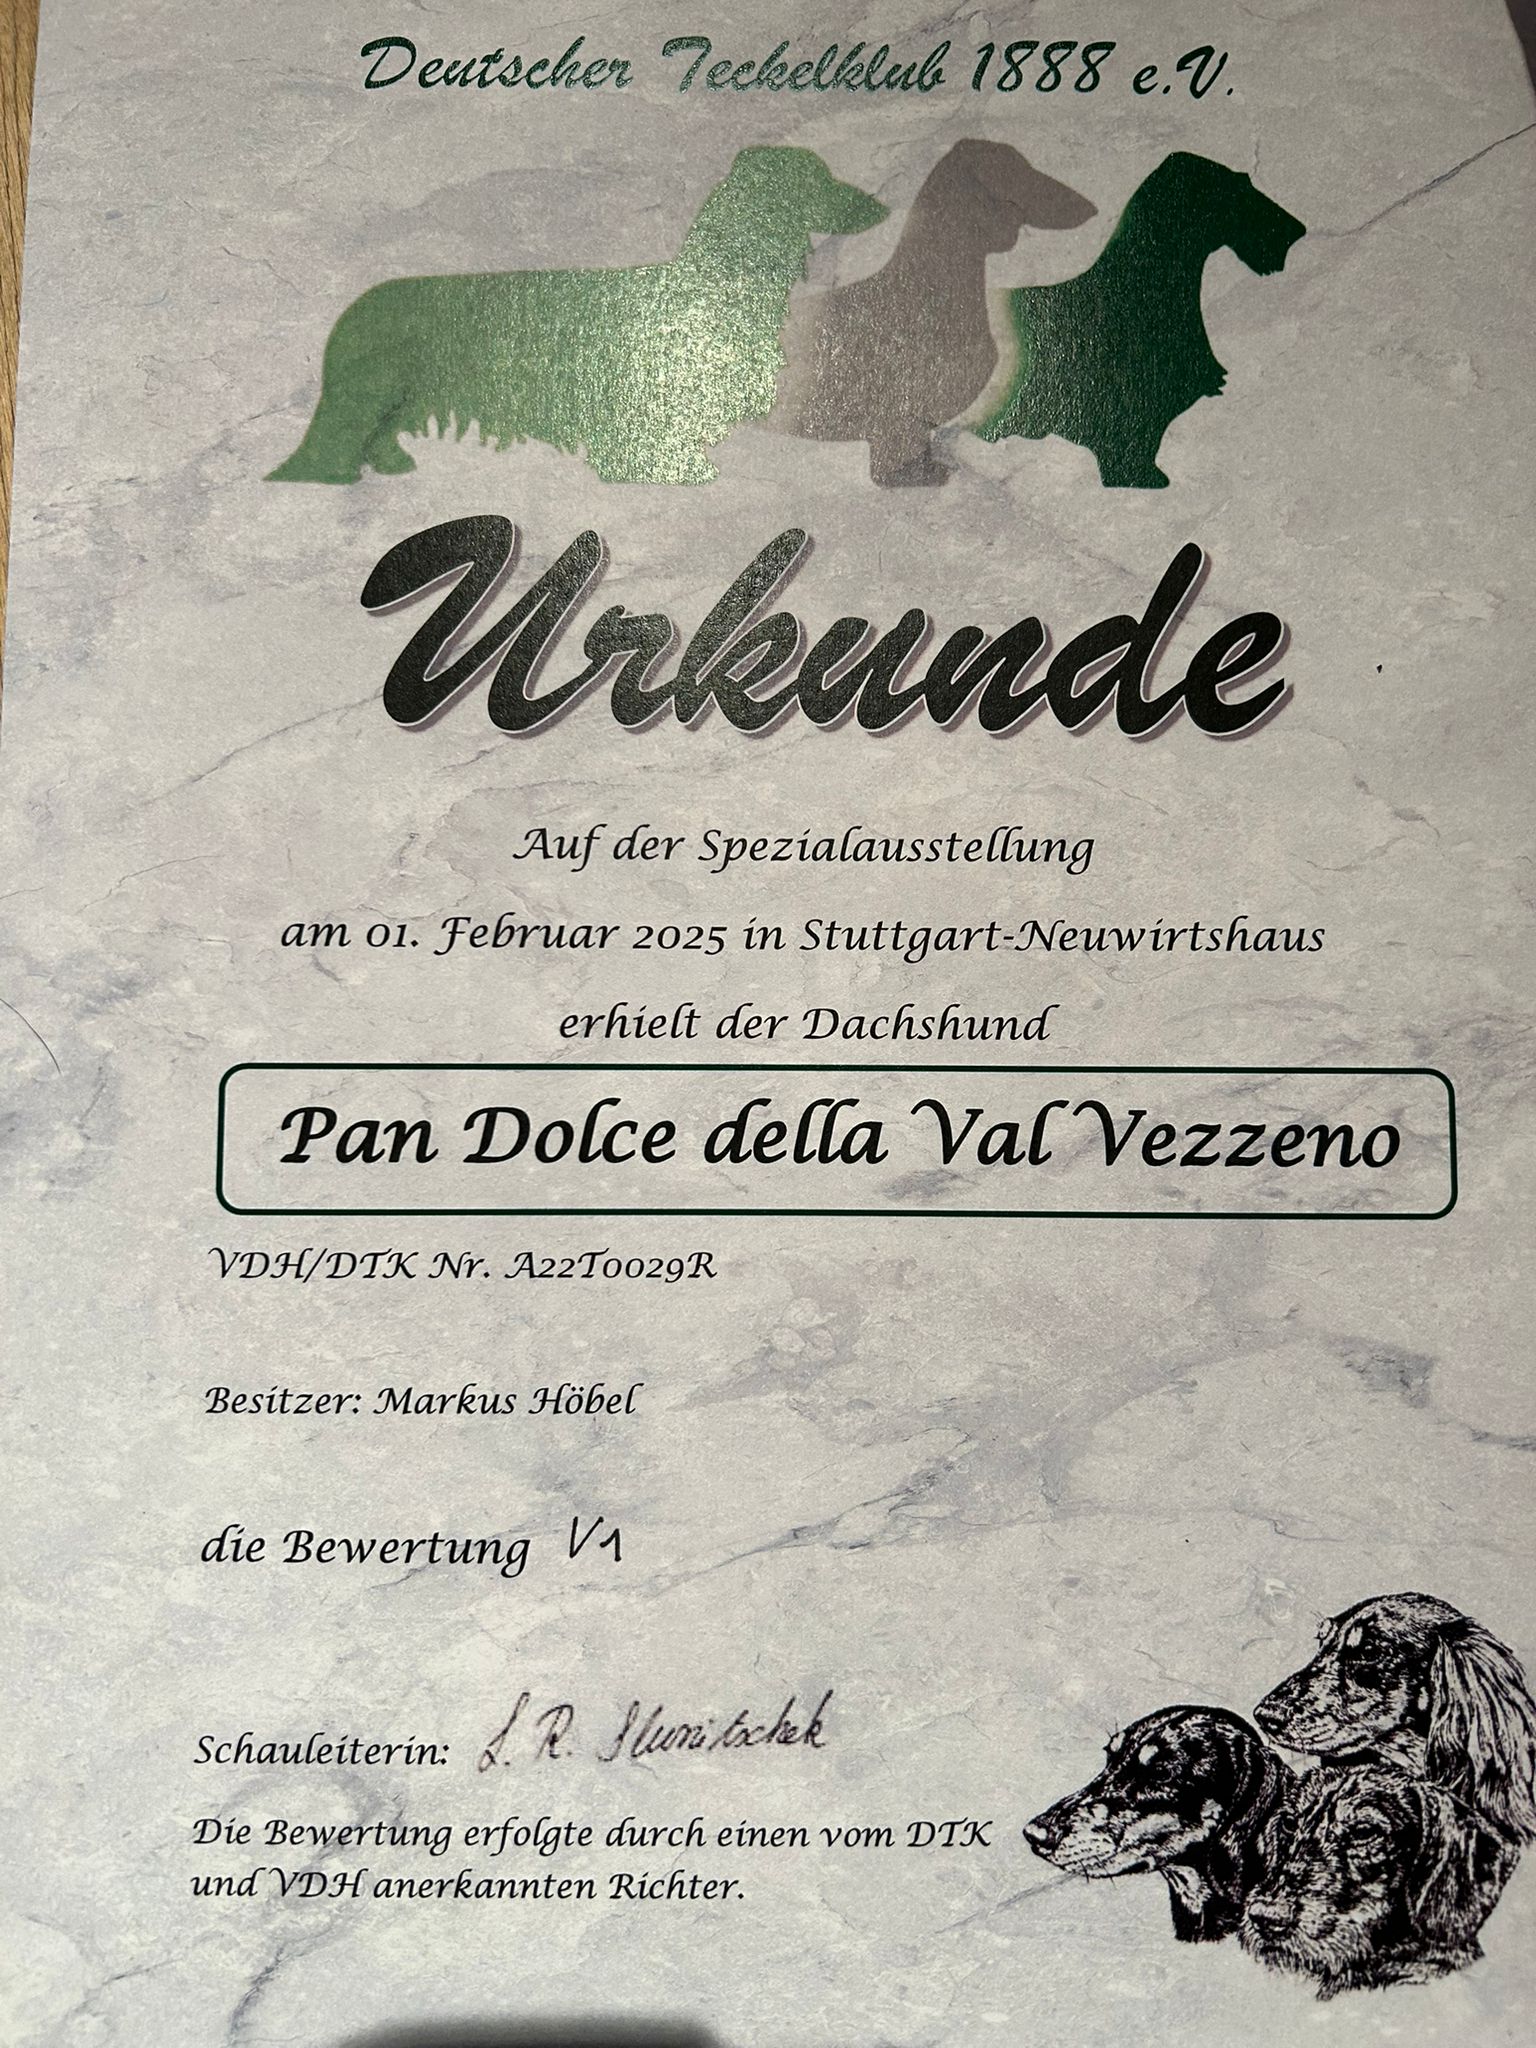 Deutscher Teckelklub 1888 e.V.
Urkunde
Auf der Spezialausstellung
am 01. Februar 2025 in Stuttgart-Neuwirtshaus
erhielt der Dachshund
Pan Dolce della Val Vezzeno
VDH/DTK Nr. A22T0029R
Besitzer: Markus Höbel
die Bewertung V1
Schauleiterin: S. R.
Die Bewertung erfolgte durch einen vom DTK
und VDH anerkannten Richter.